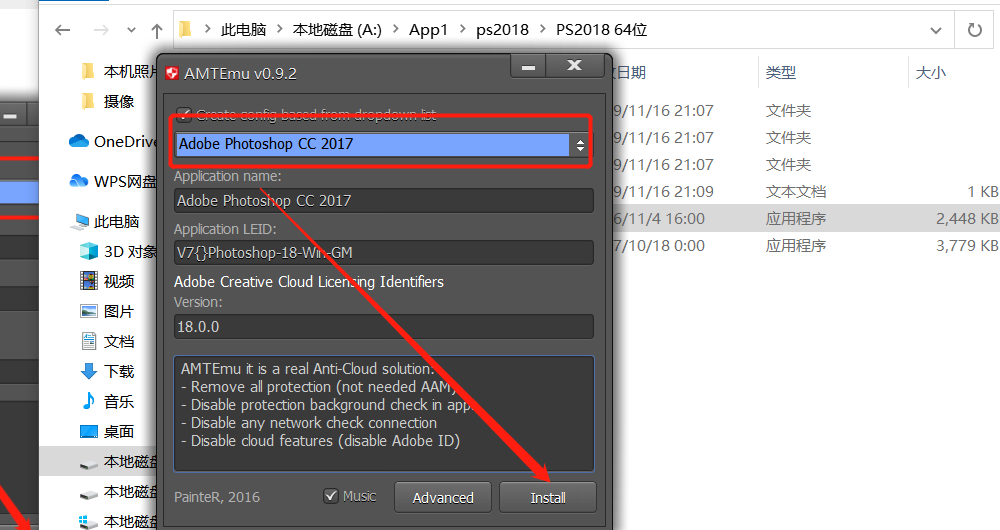 此电脑 › 本地磁盘 (A:) › App1 › ps2018 › PS2018 64位
日期 类型 大小
本机照片
摄像
OneDrive
WPS网盘
此电脑
3D 对象
视频
图片
文档
下载
音乐
桌面
本地磁盘
本地磁盘
本地磁盘
AMTEmu v0.9.2
Create config based from dropdown list
Adobe Photoshop CC 2017
Application name:
Adobe Photoshop CC 2017
Application LEID:
V7{}Photoshop-18-Win-GM
Adobe Creative Cloud Licensing Identifiers
Version:
18.0.0
AMTEmu it is a real Anti-Cloud solution:
- Remove all protection (not needed AAM)
- Disable protection background check in app.
- Disable any network check connection
- Disable cloud features (disable Adobe ID)
PainteR, 2016
Music
Advanced
Install
9/11/16 21:07 文件夹
9/11/16 21:07 文件夹
9/11/16 21:07 文件夹
9/11/16 21:09 文本文档 1 KB
6/11/4 16:00 应用程序 2,448 KB
7/10/18 0:00 应用程序 3,779 KB